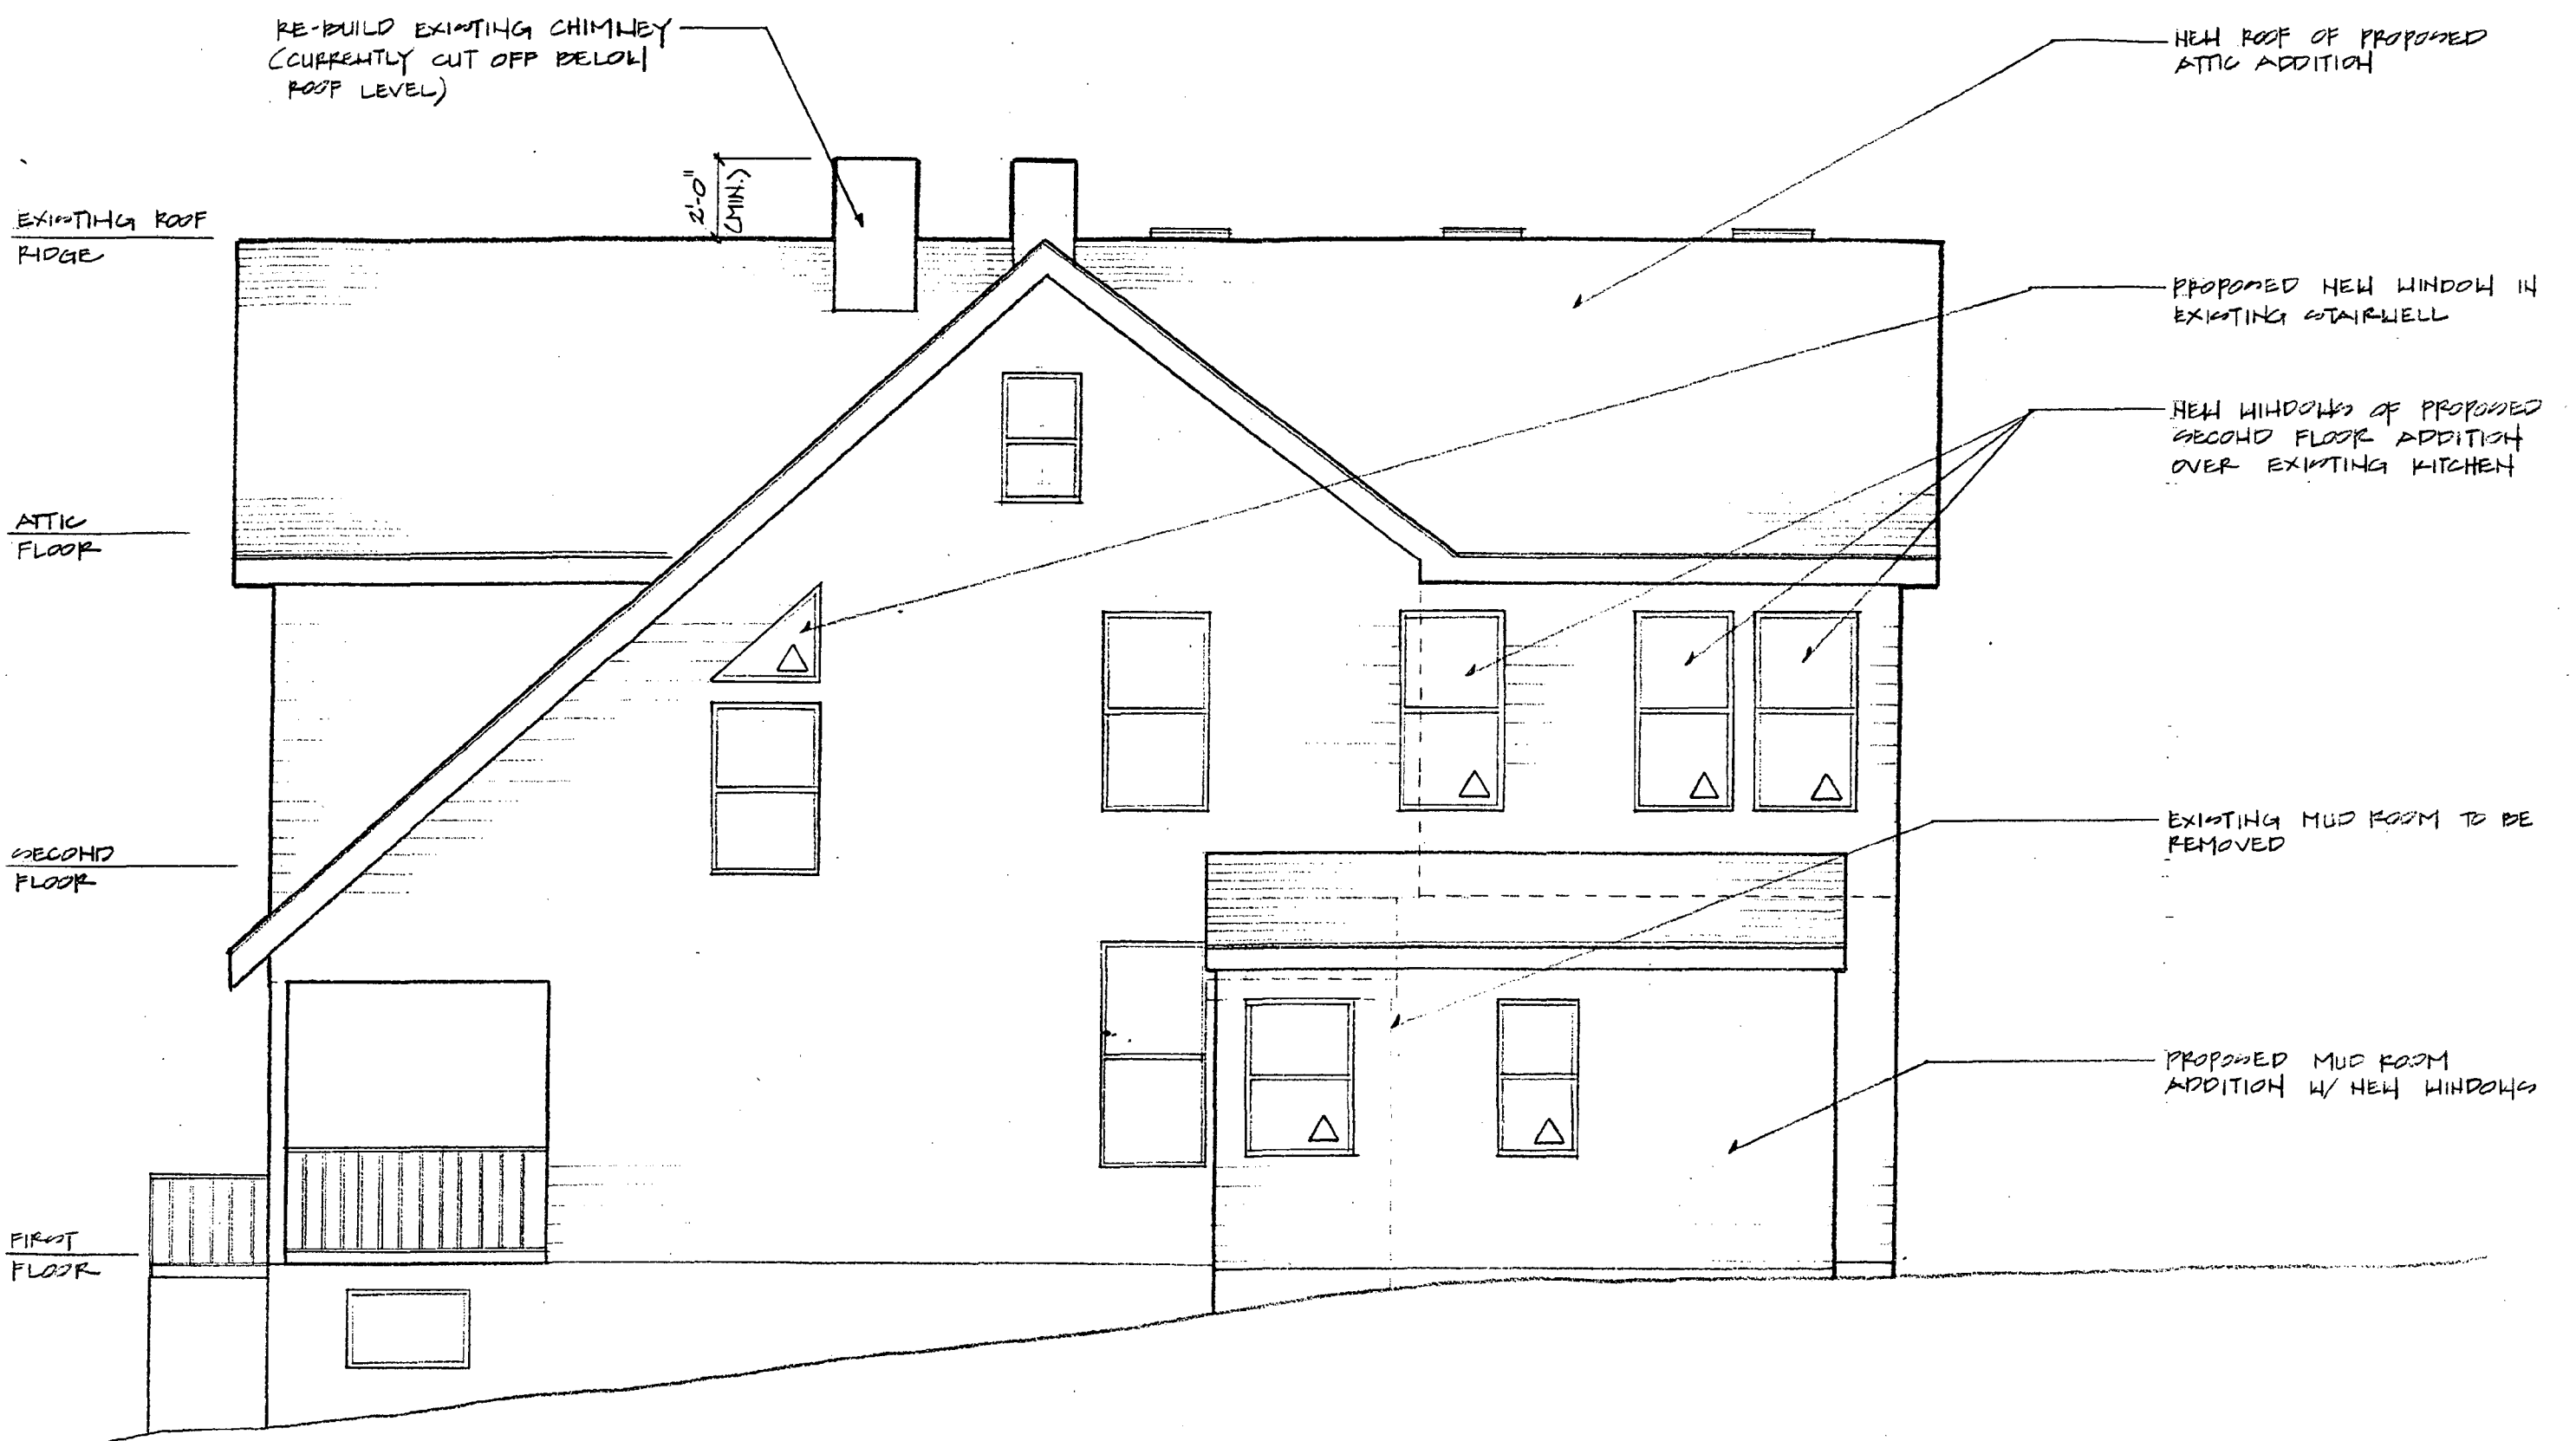 RE-BUILD EXISTING CHIMNEY
(CURRENTLY CUT OFF BELOW
ROOF LEVEL)
NEW ROOF OF PROPOSED
ATTIC ADDITION
2'-0"
(MIN.)
EXISTING ROOF
RIDGE
PROPOSED NEW WINDOW IN
EXISTING STAIRWELL
NEW WINDOWS OF PROPOSED
SECOND FLOOR ADDITION
OVER EXISTING KITCHEN
ATTIC
FLOOR
EXISTING MUD ROOM TO BE
REMOVED
SECOND
FLOOR
PROPOSED MUD ROOM
ADDITION W/ NEW WINDOWS
FIRST
FLOOR